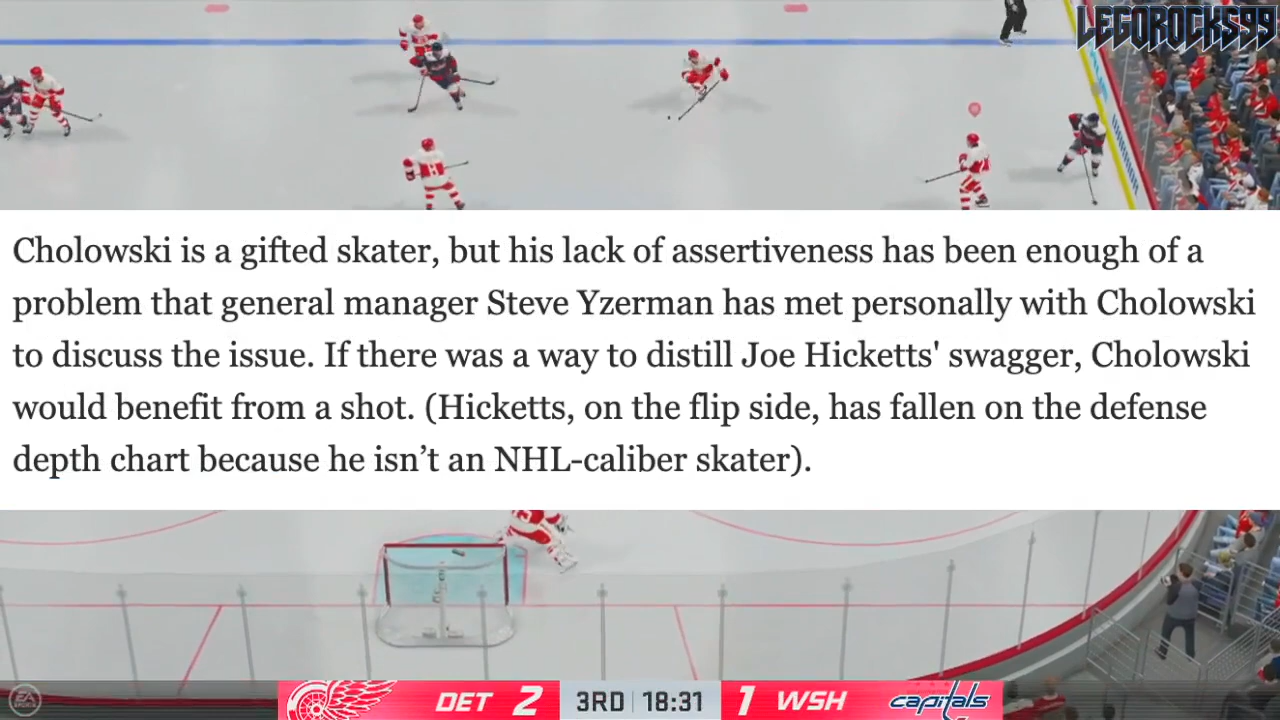 LEGOROCKS99
Cholowski is a gifted skater, but his lack of assertiveness has been enough of a
problem that general manager Steve Yzerman has met personally with Cholowski
to discuss the issue. If there was a way to distill Joe Hicketts' swagger, Cholowski
would benefit from a shot. (Hicketts, on the flip side, has fallen on the defense
depth chart because he isn’t an NHL-caliber skater).
EA
SPORTS
DET 2 3RD 18:31 1 WSH capitals